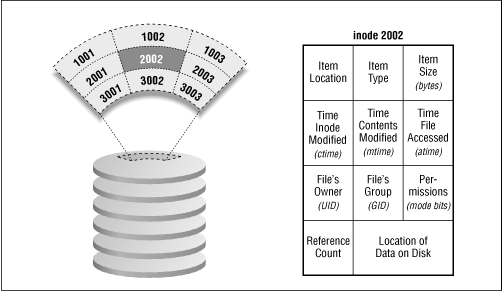 1001
1002
1003
2001
2002
2003
3001
3002
3003
inode 2002
Item
Location
Item
Type
Item
Size
(bytes)
Time
Inode
Modified
(ctime)
Time
Contents
Modified
(mtime)
Time
File
Accessed
(atime)
File's
Owner
(UID)
File's
Group
(GID)
Per-
missions
(mode bits)
Reference
Count
Location of
Data on Disk